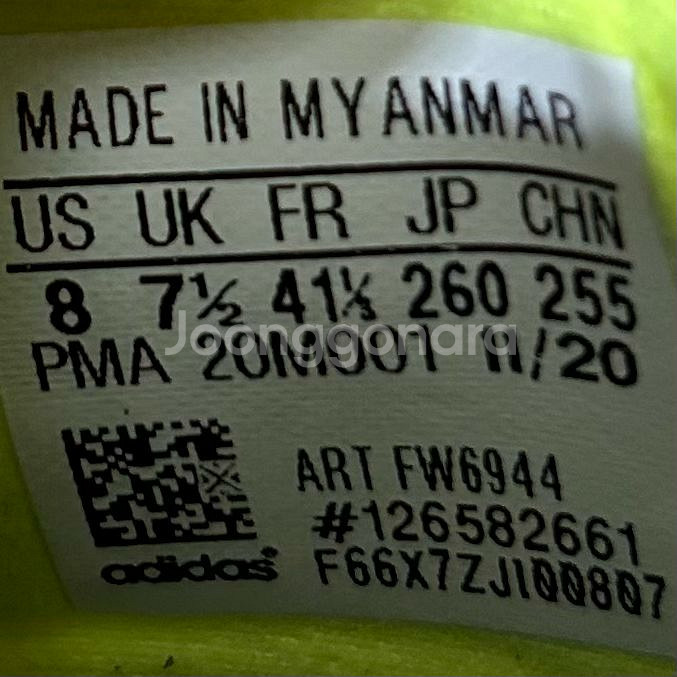 MADE IN MYANMAR
US UK FR JP CHN
8 7½ 41⅓ 260 255
Joonggonara
PMA 11/20
ART FW6944
#126582661
adidas® F66X7ZJ100807